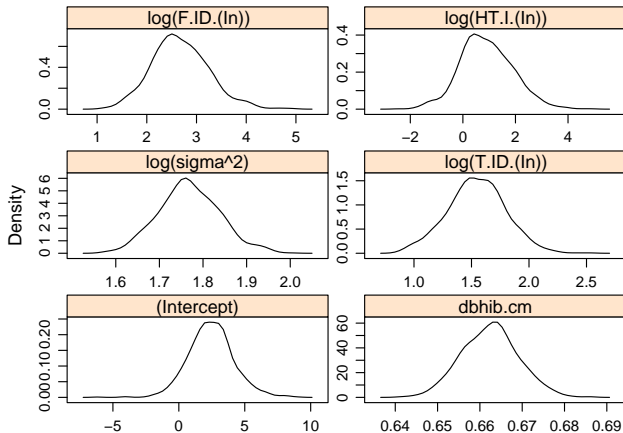 log(F.ID.(In))
log(HT.I.(In))
0.0 0.4
0.0 0.2 0.4
1 2 3 4 5
−2 0 2 4
log(sigma^2)
log(T.ID.(In))
Density
0 1 2 3 4 5 6
0.0 0.5 1.0 1.5
1.6 1.7 1.8 1.9 2.0
1.0 1.5 2.0 2.5
(Intercept)
dbhib.cm
0.00 0.10 0.20
0 20 40 60
−5 0 5 10
0.64 0.65 0.66 0.67 0.68 0.69